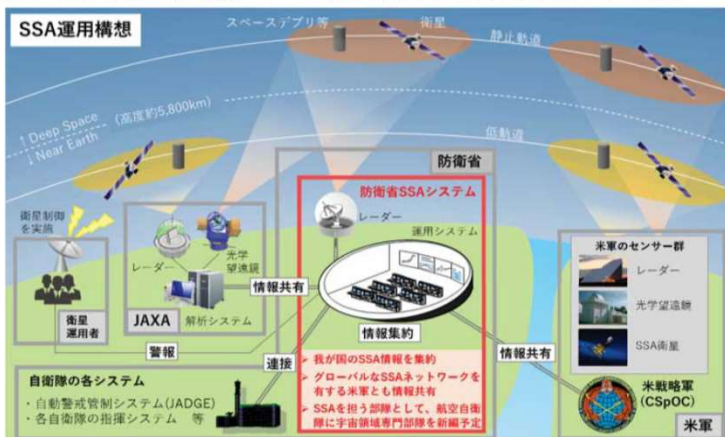 SSA運用構想
スペースデブリ等
衛星
静止軌道
↑ Deep Space
(高度約5,800km)
↓ Near Earth
低軌道
防衛省
防衛省SSAシステム
レーダー
運用システム
情報集約
➢ 我が国のSSA情報を集約
➢ グローバルなSSAネットワークを
有する米軍とも情報共有
➢ SSAを担う部隊として、航空自衛
隊に宇宙領域専門部隊を新編予定
衛星制御
を実施
衛星
運用者
レーダー
光学
望遠鏡
JAXA
解析システム
情報共有
警報
連接
情報共有
自衛隊の各システム
・自動警戒管制システム(JADGE)
・各自衛隊の指揮システム 等
米軍のセンサー群
レーダー
光学望遠鏡
SSA衛星
米戦略軍
(CSpOC)
米軍